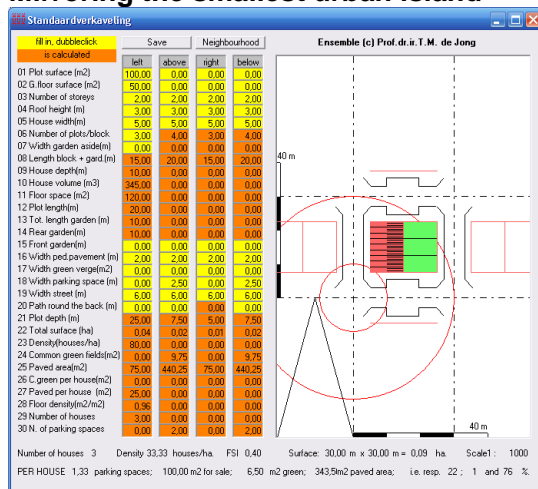 Mirroring the smallest urban island
Standaardverkaveling
fill in, dubbleclick Save Neighbourhood Ensemble (c) Prof.dr.ir.T.M. de Jong
is calculated left above right below
01 Plot surface (m2) 100,00 0,00 0,00 0,00
02 G.floor surface (m2) 50,00 0,00 0,00 0,00
03 Number of storeys 2,00 2,00 2,00 2,00
04 Roof height (m) 3,00 3,00 3,00 3,00
05 House width(m) 5,00 5,00 5,00 5,00
06 Number of plots/block 3,00 4,00 3,00 4,00
07 Width garden aside(m) 0,00 0,00 0,00 0,00
08 Length block + gard.(m) 15,00 20,00 15,00 20,00
09 House depth(m) 10,00 0,00 0,00 0,00
10 House volume (m3) 345,00 0,00 0,00 0,00
11 Floor space (m2) 120,00 0,00 0,00 0,00
12 Plot length(m) 20,00 0,00 0,00 0,00
13 Tot. length garden (m) 10,00 0,00 0,00 0,00
14 Rear garden(m) 10,00 0,00 0,00 0,00
15 Front garden(m) 0,00 0,00 0,00 0,00
16 Width ped.pavement (m) 2,00 2,00 2,00 2,00
17 Width green verge(m2) 0,00 0,00 0,00 0,00
18 Width parking space (m) 0,00 2,50 0,00 2,50
19 Width street (m) 6,00 6,00 6,00 6,00
20 Path round the back (m) 0,00 0,00 0,00 0,00
21 Plot depth (m) 25,00 7,50 5,00 7,50
22 Total surface (ha) 0,04 0,02 0,01 0,02
23 Density(houses/ha) 80,00 0,00 0,00 0,00
24 Common green fields(m2) 0,00 9,75 0,00 9,75
25 Paved area(m2) 75,00 440,25 75,00 440,25
26 C.green per house(m2) 0,00 0,00 0,00 0,00
27 Paved per house (m2) 25,00 0,00 0,00 0,00
28 Floor density(m2/m2) 0,96 0,00 0,00 0,00
29 Number of houses 3,00 0,00 0,00 0,00
30 N. of parking spaces 0,00 2,00 0,00 2,00
40 m
40 m
Number of houses 3 Density 33,33 houses/ha. FSI 0,40 Surface: 30,00 m x 30,00 m = 0,09 ha. Scale1 : 1000
PER HOUSE 1,33 parking spaces; 100,00 m2 for sale; 6,50 m2 green; 343,5m2 paved area; i.e. resp. 22 ; 1 and 76 %.